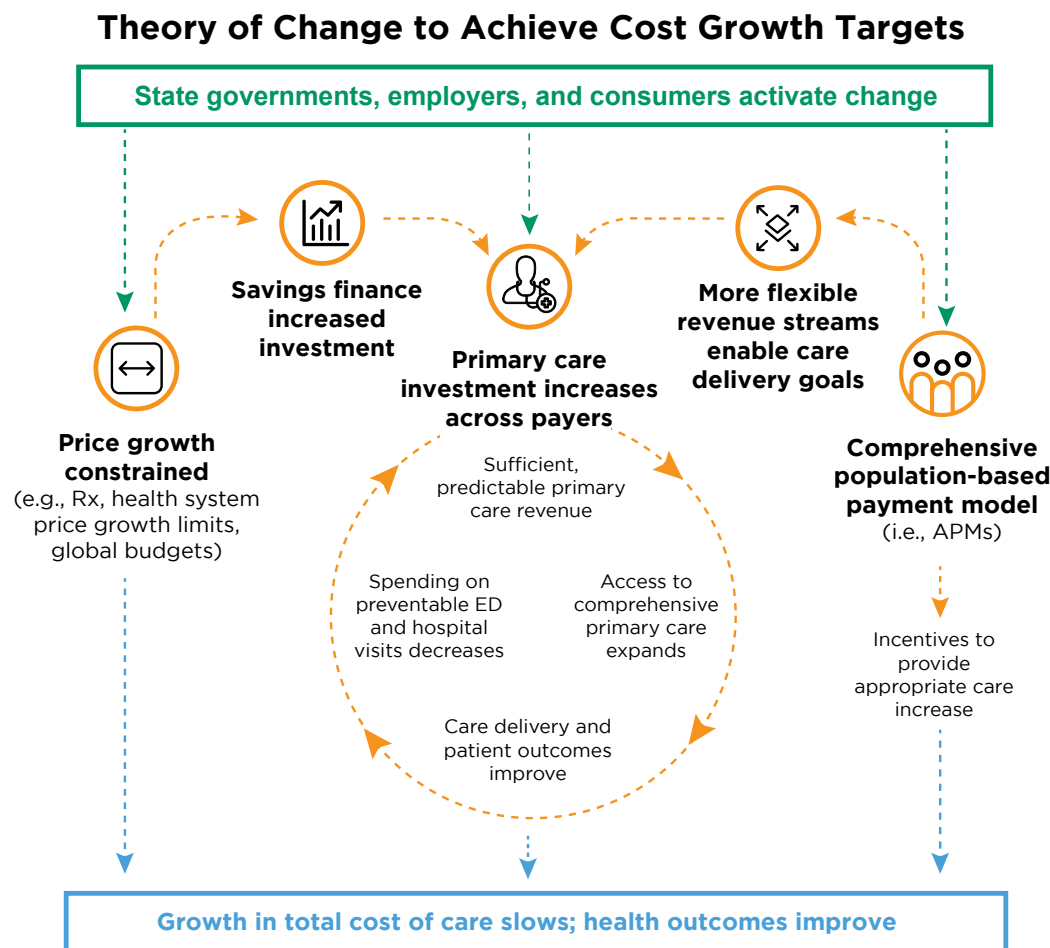 Theory of Change to Achieve Cost Growth Targets
State governments, employers, and consumers activate change
Savings finance
increased
investment
More flexible
revenue streams
enable care
delivery goals
Primary care
investment increases
across payers
Price growth
constrained
(e.g., Rx, health system
price growth limits,
global budgets)
Comprehensive
population-based
payment model
(i.e., APMs)
Sufficient,
predictable primary
care revenue
Access to
comprehensive
primary care
expands
Care delivery and
patient outcomes
improve
Spending on
preventable ED
and hospital
visits decreases
Incentives to
provide
appropriate care
increase
Growth in total cost of care slows; health outcomes improve